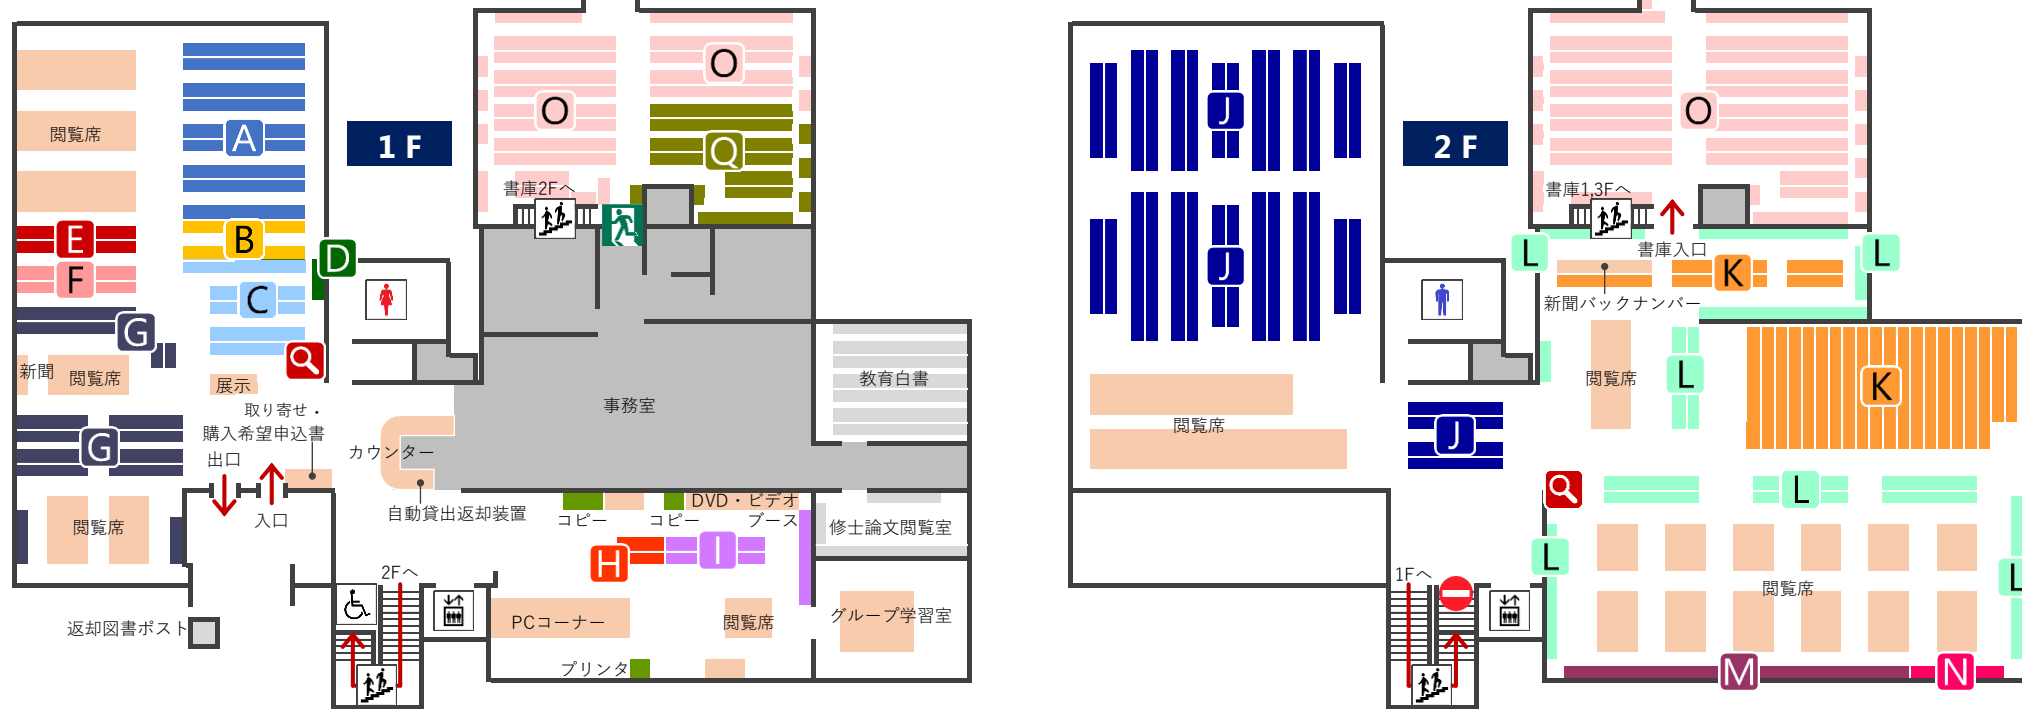 1F
O
O
閲覧席
A
Q
書庫2Fへ
E
B
D
F
C
G
新聞
閲覧席
展示
教育白書
事務室
取り寄せ・
購入希望申込書
G
出口
カウンター
入口
自動貸出返却装置
閲覧席
コピー
コピー
DVD・ビデオ
ブース
修士論文閲覧室
H
I
2Fへ
PCコーナー
閲覧席
グループ学習室
返却図書ポスト
プリンタ
2F
J
O
書庫1,3Fへ
L
書庫入口
L
J
K
新聞バックナンバー
閲覧席
L
K
閲覧席
J
L
L
1Fへ
閲覧席
L
M
N